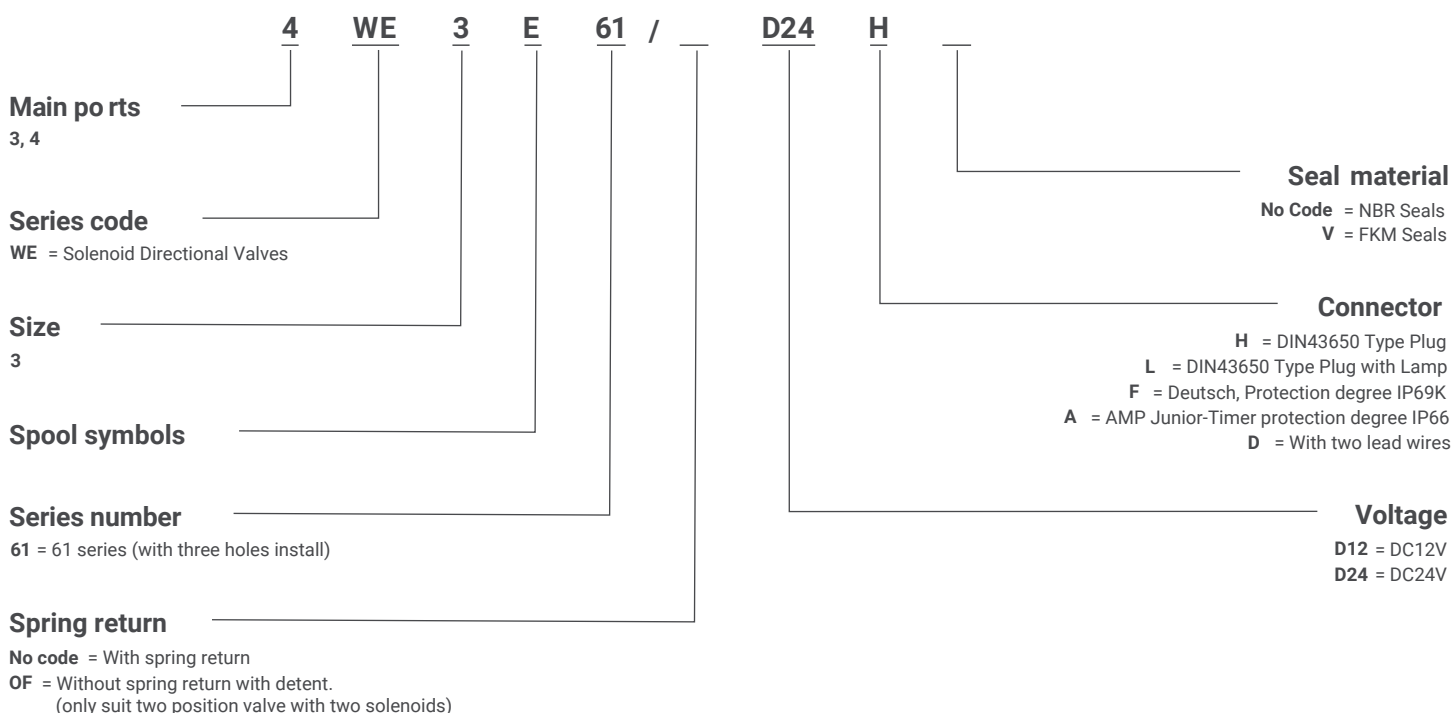 4 WE 3 E 61 / __ D24 H __
Main po rts
3, 4
Series code
WE = Solenoid Directional Valves
Size
3
Spool symbols
Series number
61 = 61 series (with three holes install)
Spring return
No code = With spring return
OF = Without spring return with detent.
(only suit two position valve with two solenoids)
Seal material
No Code = NBR Seals
V = FKM Seals
Connector
H = DIN43650 Type Plug
L = DIN43650 Type Plug with Lamp
F = Deutsch, Protection degree IP69K
A = AMP Junior-Timer protection degree IP66
D = With two lead wires
Voltage
D12 = DC12V
D24 = DC24V